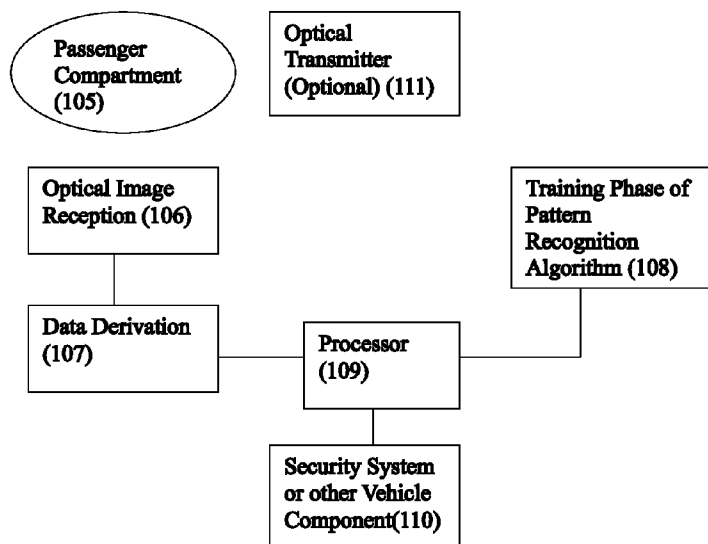 Passenger
Compartment
(105)
Optical
Transmitter
(Optional) (111)
Optical Image
Reception (106)
Training Phase of
Pattern
Recognition
Algorithm (108)
Data Derivation
(107)
Processor
(109)
Security System
or other Vehicle
Component(110)